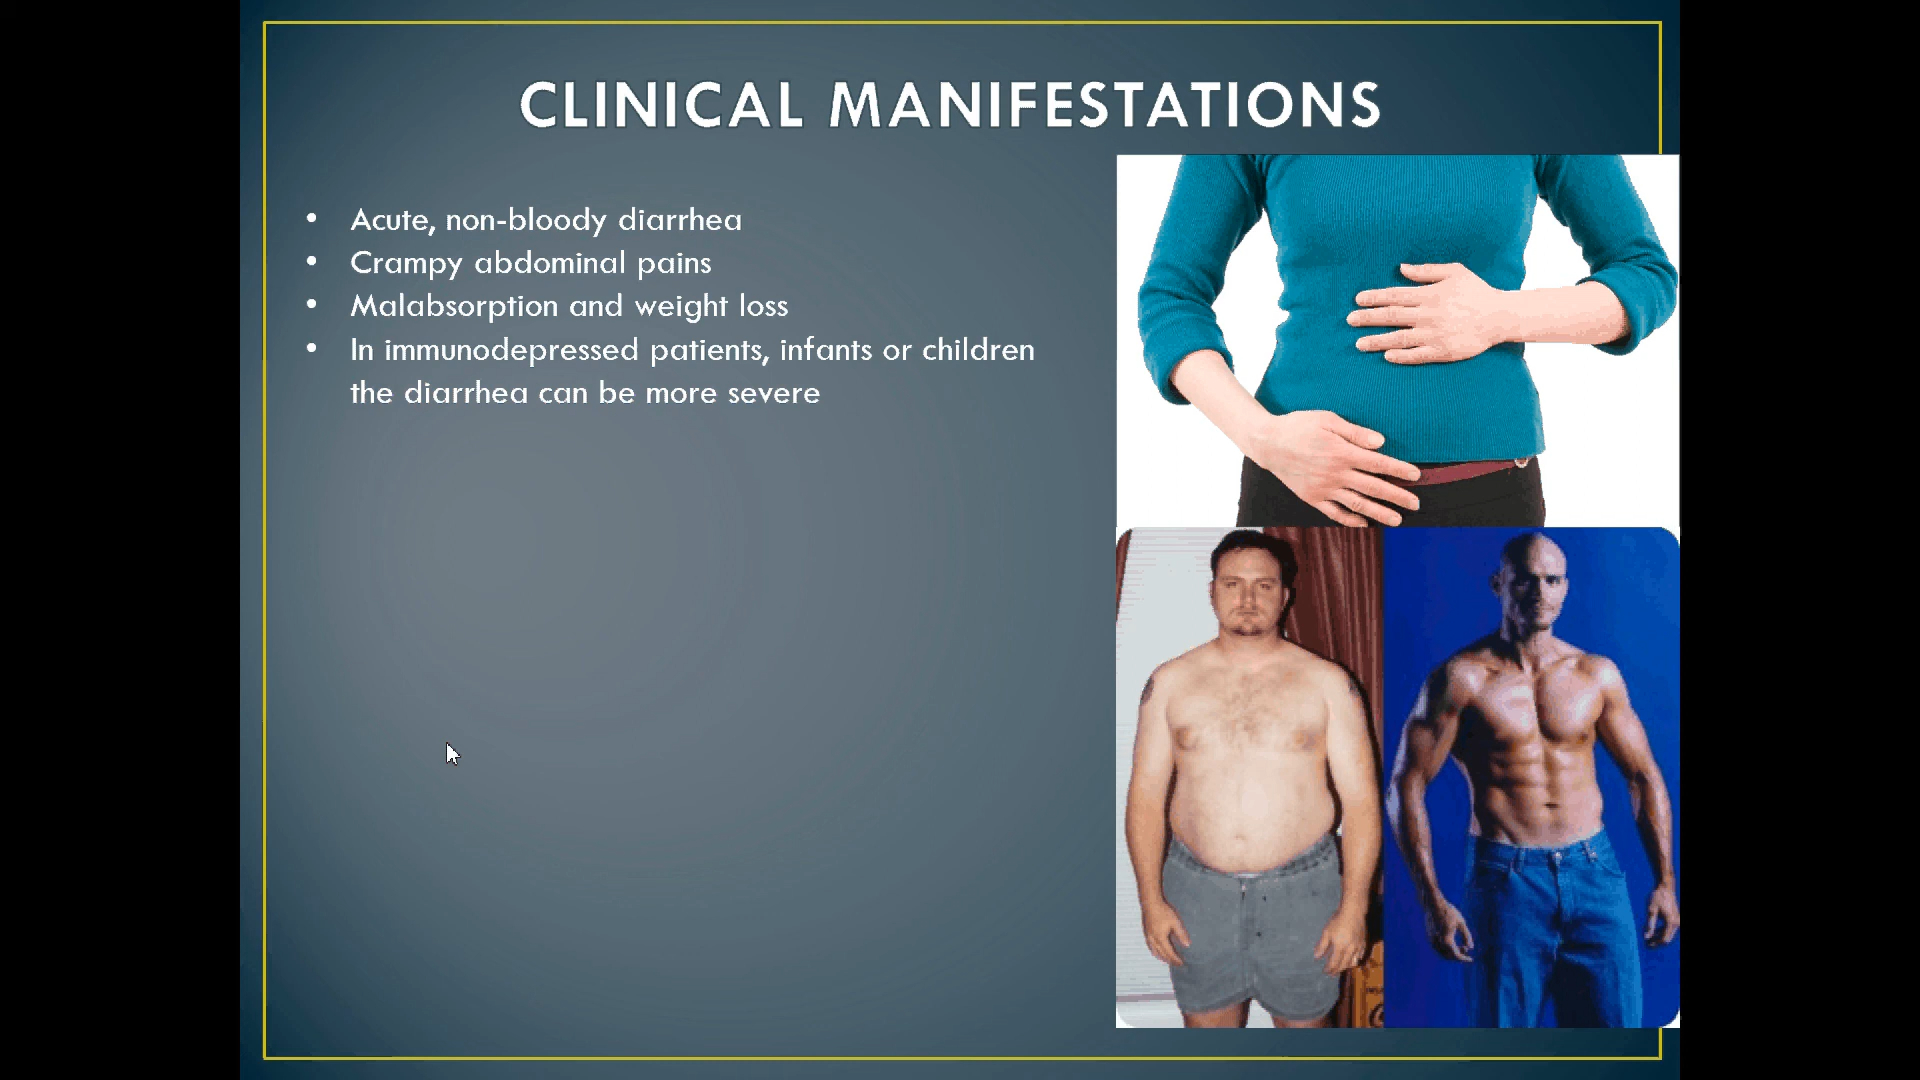 CLINICAL MANIFESTATIONS
• Acute, non-bloody diarrhea
• Crampy abdominal pains
• Malabsorption and weight loss
• In immunodepressed patients, infants or children
the diarrhea can be more severe